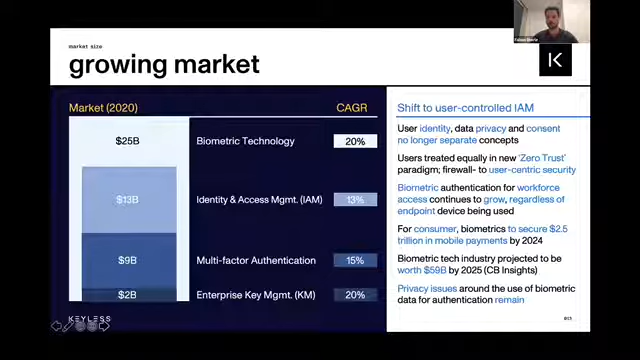 market size
growing market
Market (2020)
CAGR
$25B
Biometric Technology
20%
$13B
Identity & Access Mgmt. (IAM)
13%
$9B
Multi-factor Authentication
15%
$2B
Enterprise Key Mgmt. (KM)
20%
KEYLESS
Shift to user-controlled IAM
User identity, data privacy and consent
no longer separate concepts
Users treated equally in new 'Zero Trust'
paradigm; firewall- to user-centric security
Biometric authentication for workforce
access continues to grow, regardless of
endpoint device being used
For consumer, biometrics to secure $2.5
trillion in mobile payments by 2024
Biometric tech industry projected to be
worth $59B by 2025 (CB Insights)
Privacy issues around the use of biometric
data for authentication remain
K